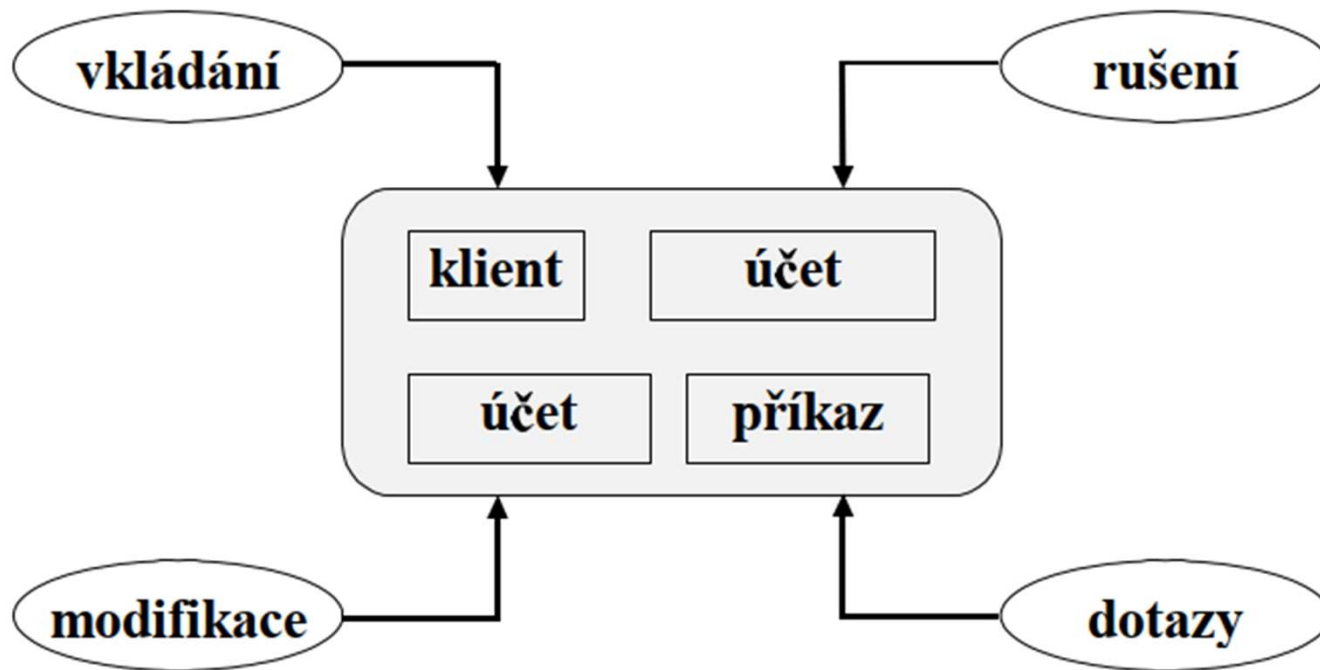 vkládání
rušení
klient
účet
účet
příkaz
modifikace
dotazy